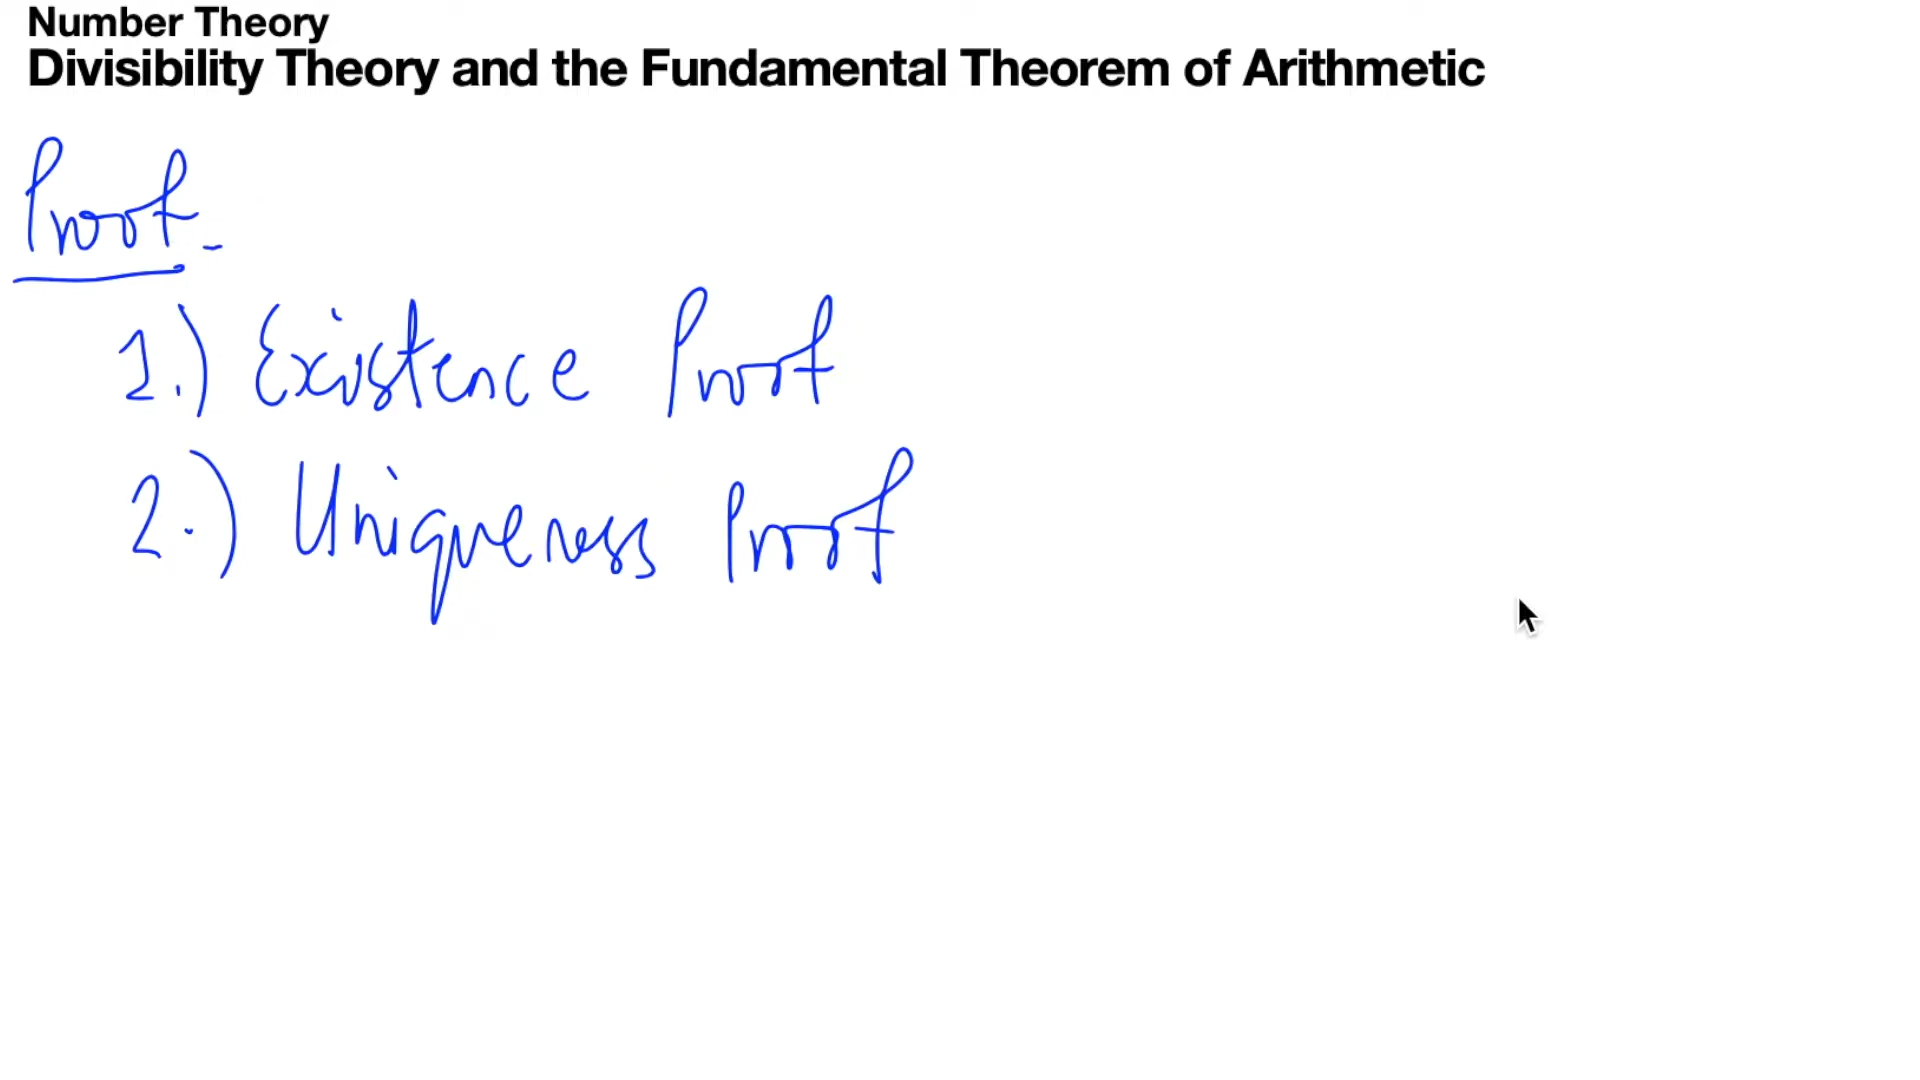 Number Theory
Divisibility Theory and the Fundamental Theorem of Arithmetic
Proof.
1.) Existence Proof
2.) Uniqueness Proof